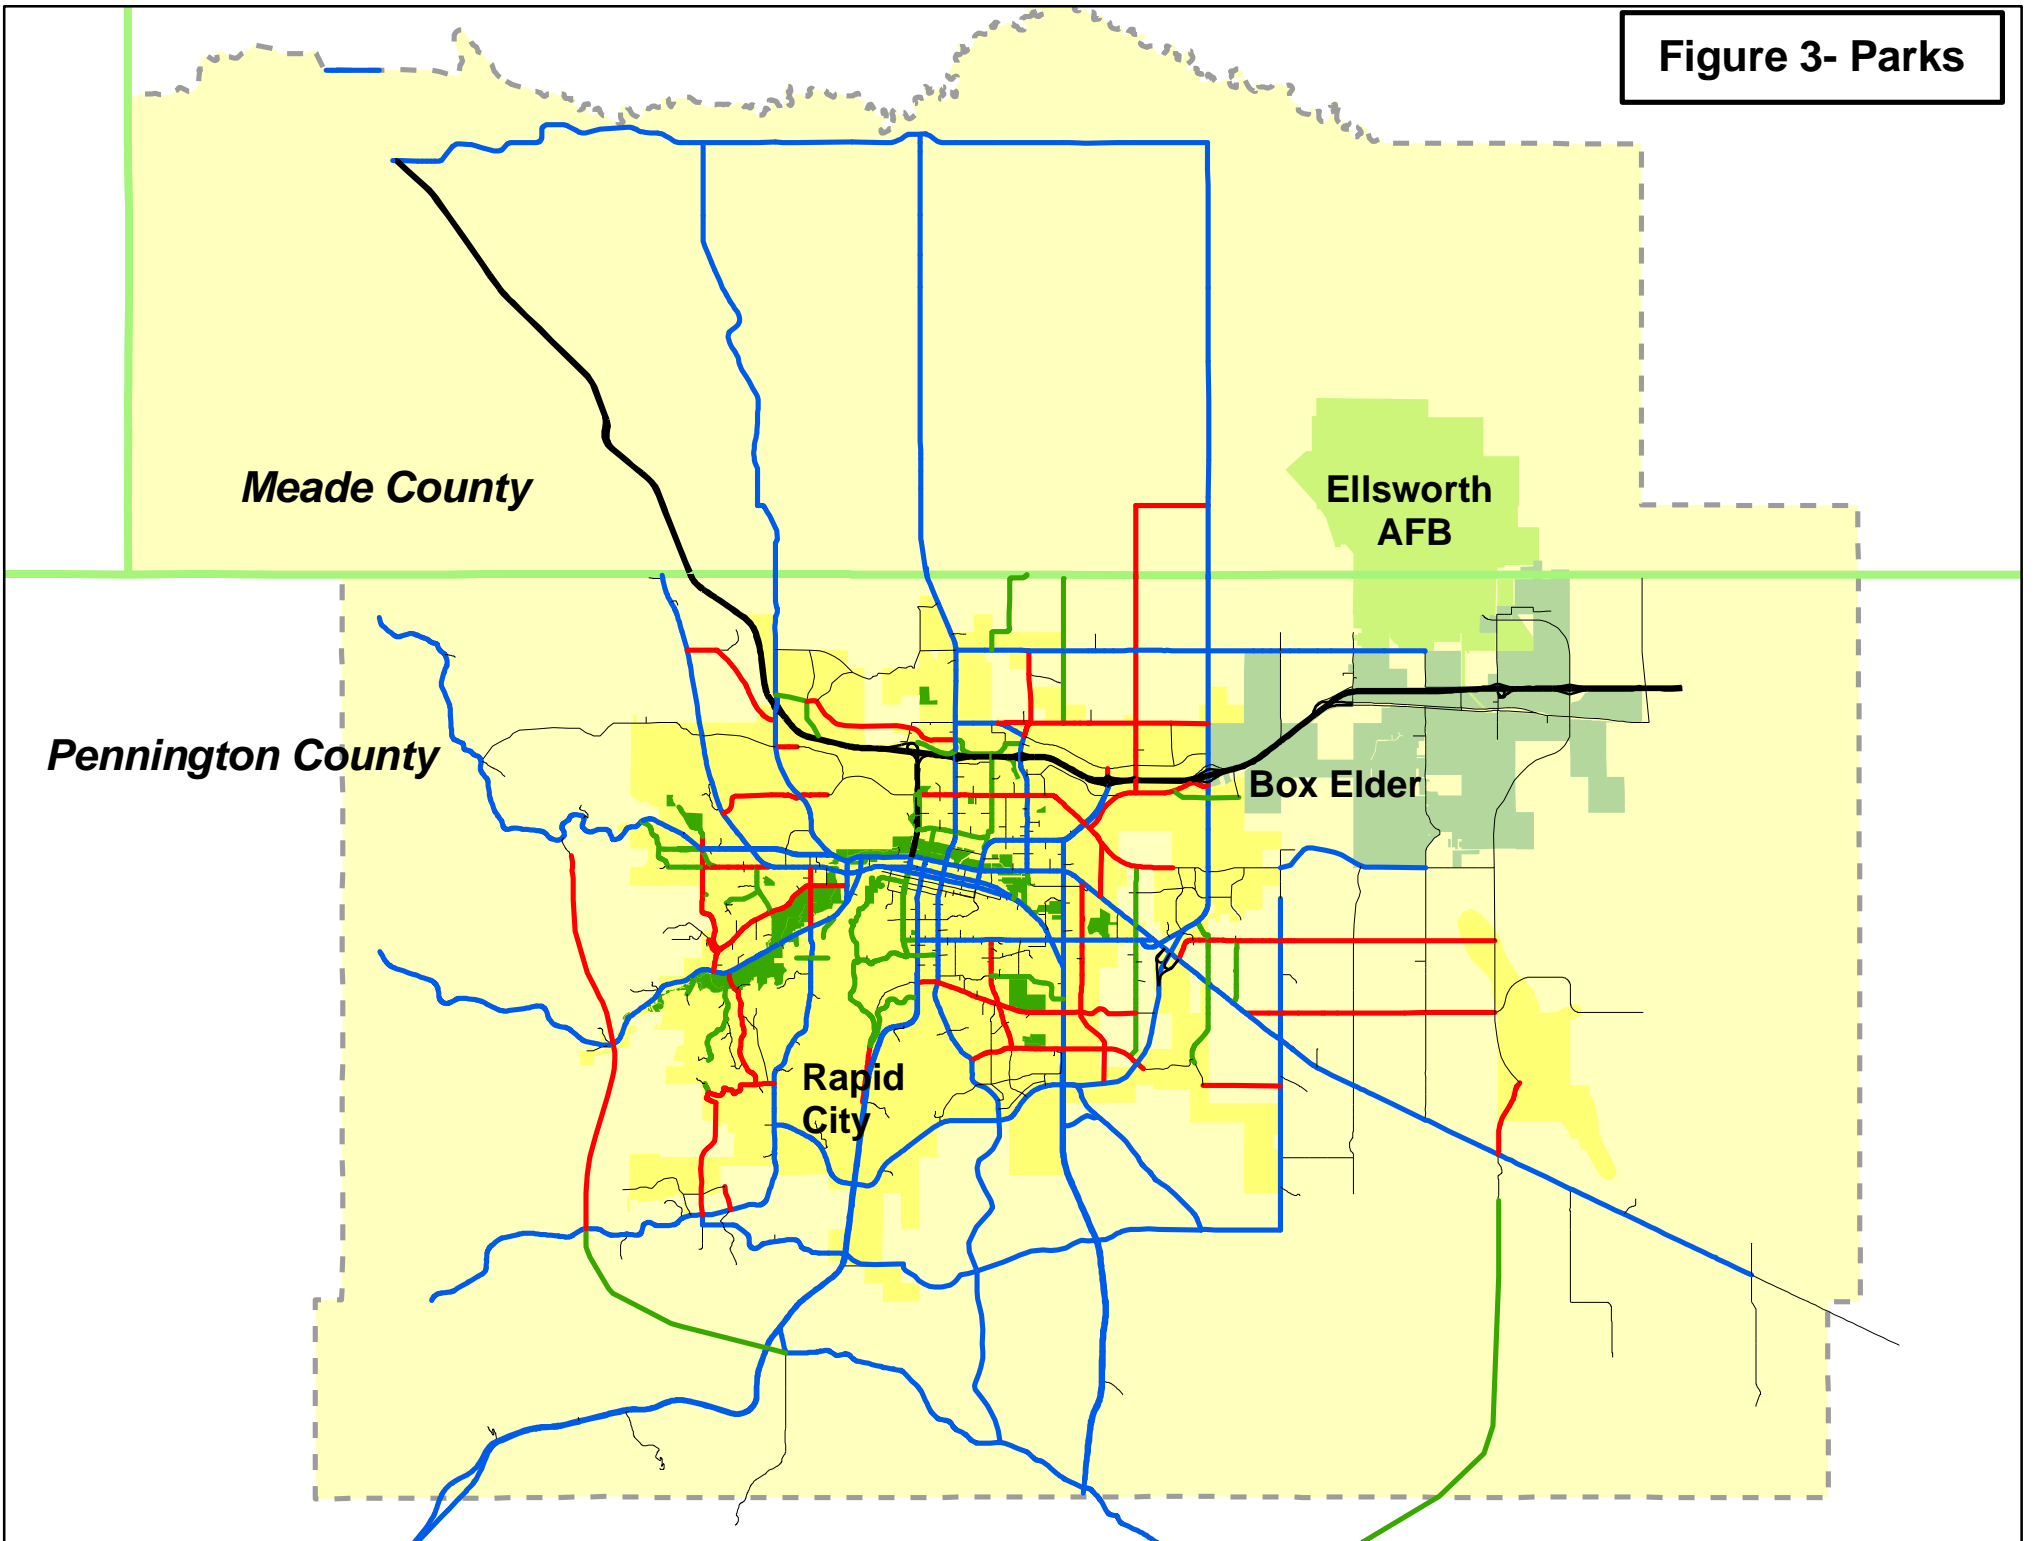 Figure 3- Parks
Meade County
Ellsworth
AFB
Pennington County
Box Elder
Rapid
City